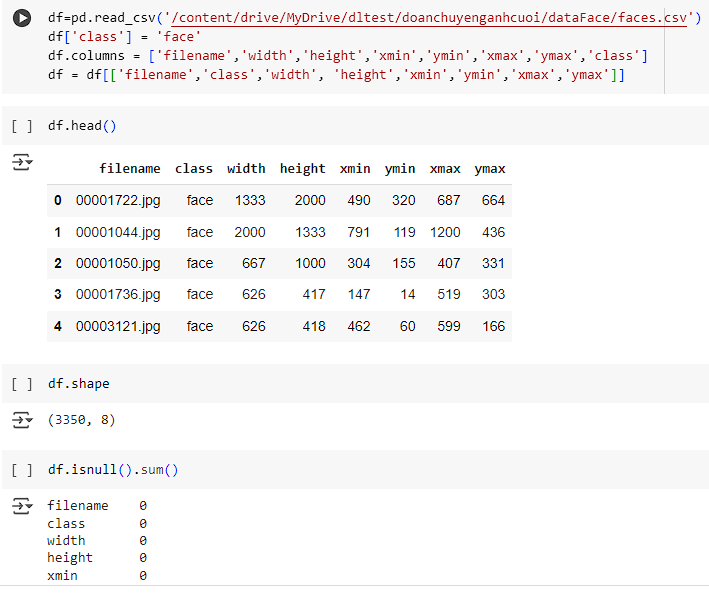 df=pd.read_csv('/content/drive/MyDrive/dltest/doanchuyenganhcuoi/dataFace/faces.csv')
df['class'] = 'face'
df.columns = ['filename','width','height','xmin','ymin','xmax','ymax','class']
df = df[['filename','class','width', 'height','xmin','ymin','xmax','ymax']]
[ ] df.head()
filename class width height xmin ymin xmax ymax
0 00001722.jpg face 1333 2000 490 320 687 664
1 00001044.jpg face 2000 1333 791 119 1200 436
2 00001050.jpg face 667 1000 304 155 407 331
3 00001736.jpg face 626 417 147 14 519 303
4 00003121.jpg face 626 418 462 60 599 166
[ ] df.shape
(3350, 8)
[ ] df.isnull().sum()
filename 0
class 0
width 0
height 0
xmin 0